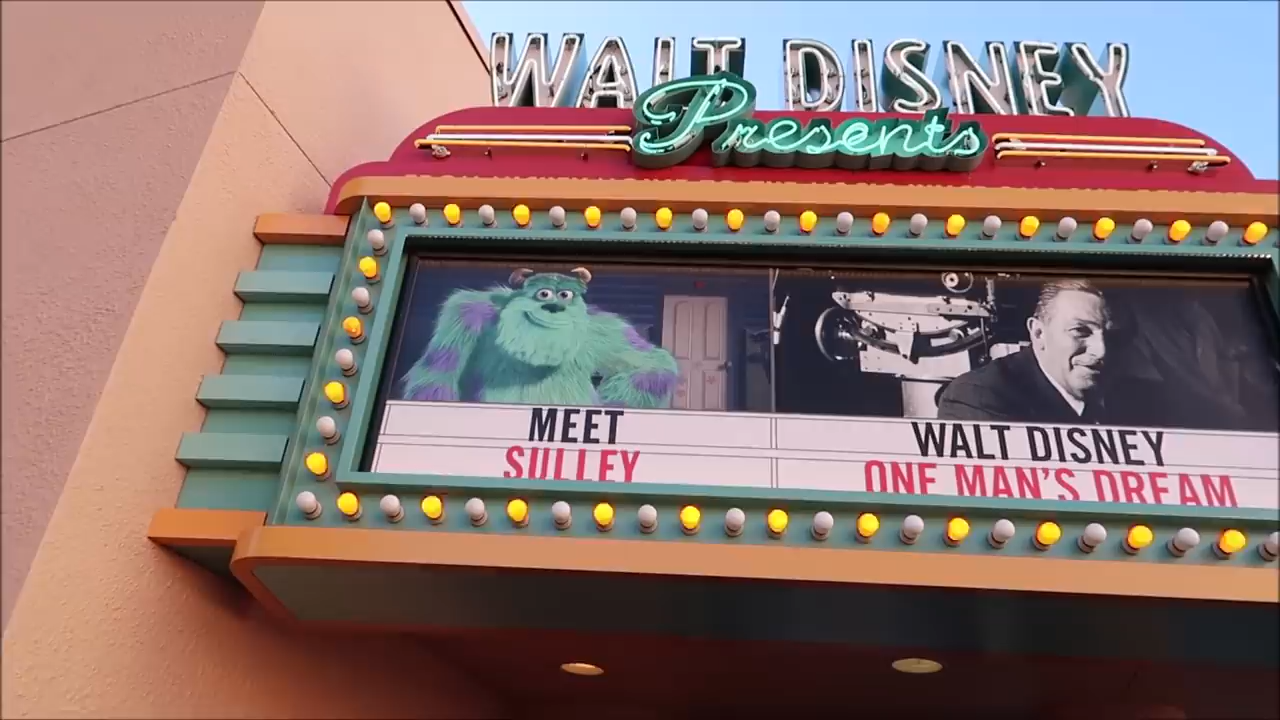 WALT DISNEY
Presents
MEET
SULLEY
WALT DISNEY
ONE MAN'S DREAM